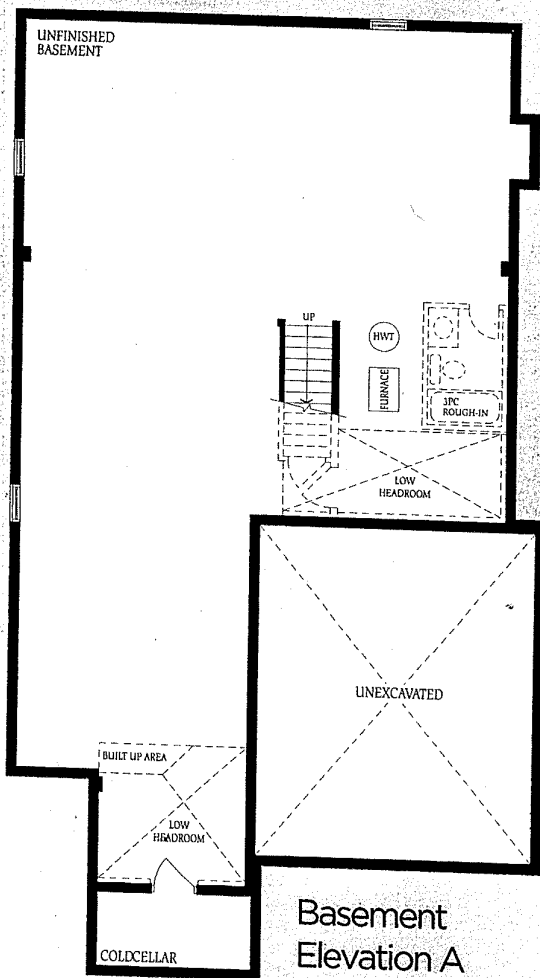 UNFINISHED
BASEMENT
UP
HWT
FURNACE
3PC
ROUGH-IN
LOW
HEADROOM
UNEXCAVATED
BUILT UP AREA
LOW
HEADROOM
COLDCELLAR
Basement
Elevation A